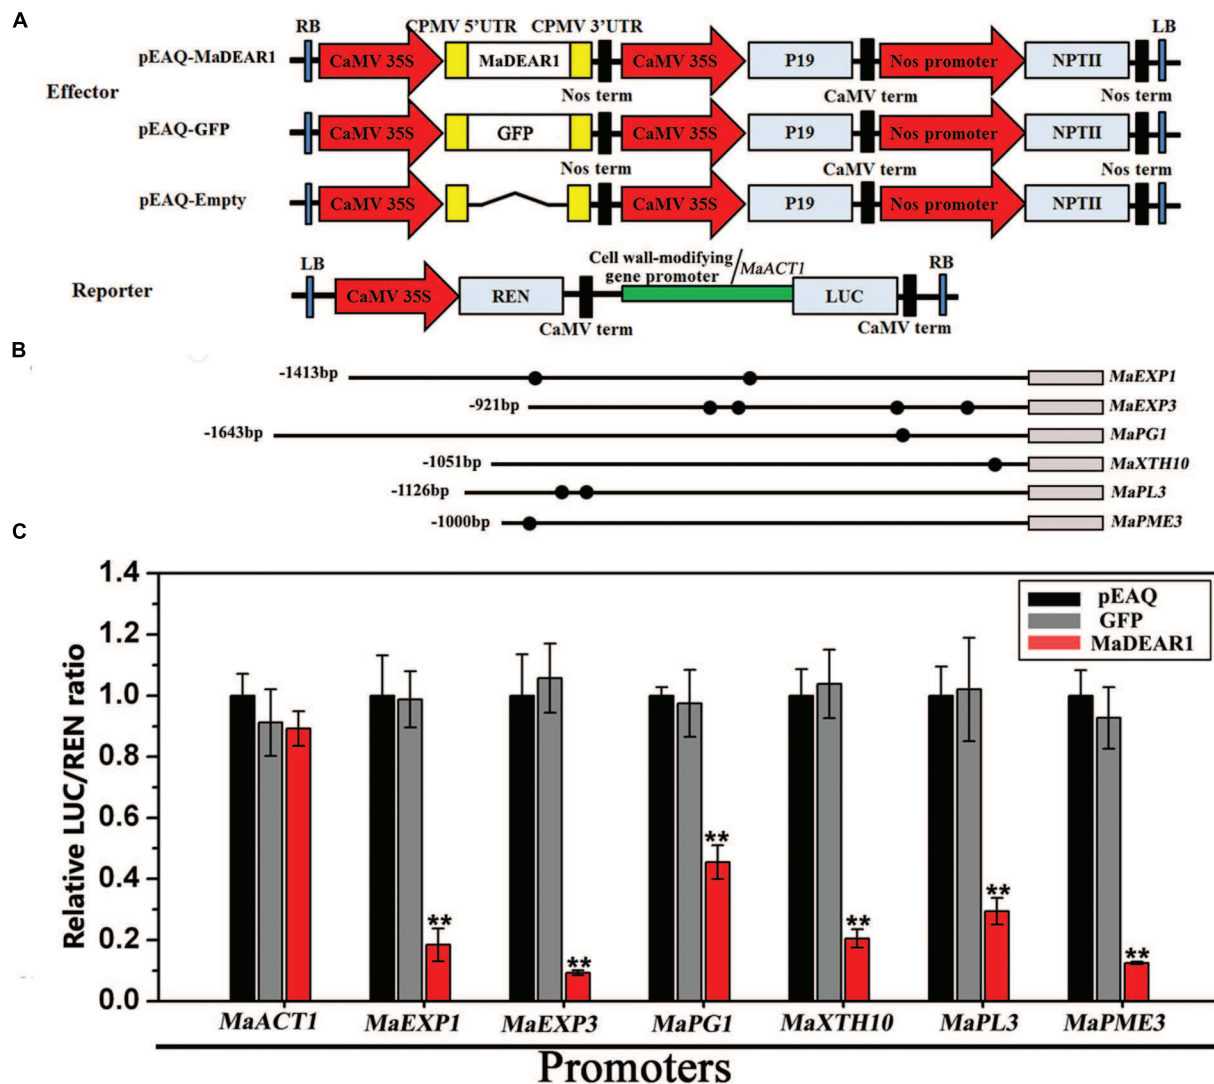 A
RB
CPMV 5'UTR
CPMV 3'UTR
LB
pEAQ-MaDEAR1
CaMV 35S
MaDEAR1
CaMV 35S
P19
Nos promoter
NPTII
Effector
Nos term
CaMV term
Nos term
pEAQ-GFP
CaMV 35S
GFP
CaMV 35S
P19
Nos promoter
NPTII
Nos term
CaMV term
Nos term
pEAQ-Empty
CaMV 35S
CaMV 35S
P19
Nos promoter
NPTII
Reporter
LB
Cell wall-modifying
gene promoter
MaACT1
RB
CaMV 35S
REN
LUC
CaMV term
CaMV term
B
-1413bp
MaEXP1
-921bp
MaEXP3
-1643bp
MaPG1
-1051bp
MaXTH10
-1126bp
MaPL3
-1000bp
MaPME3
C
Relative LUC/REN ratio
1.4
1.2
1.0
0.8
0.6
0.4
0.2
0.0
pEAQ
GFP
MaDEAR1
**
**
**
**
**
**
MaACT1
MaEXP1
MaEXP3
MaPG1
MaXTH10
MaPL3
MaPME3
Promoters